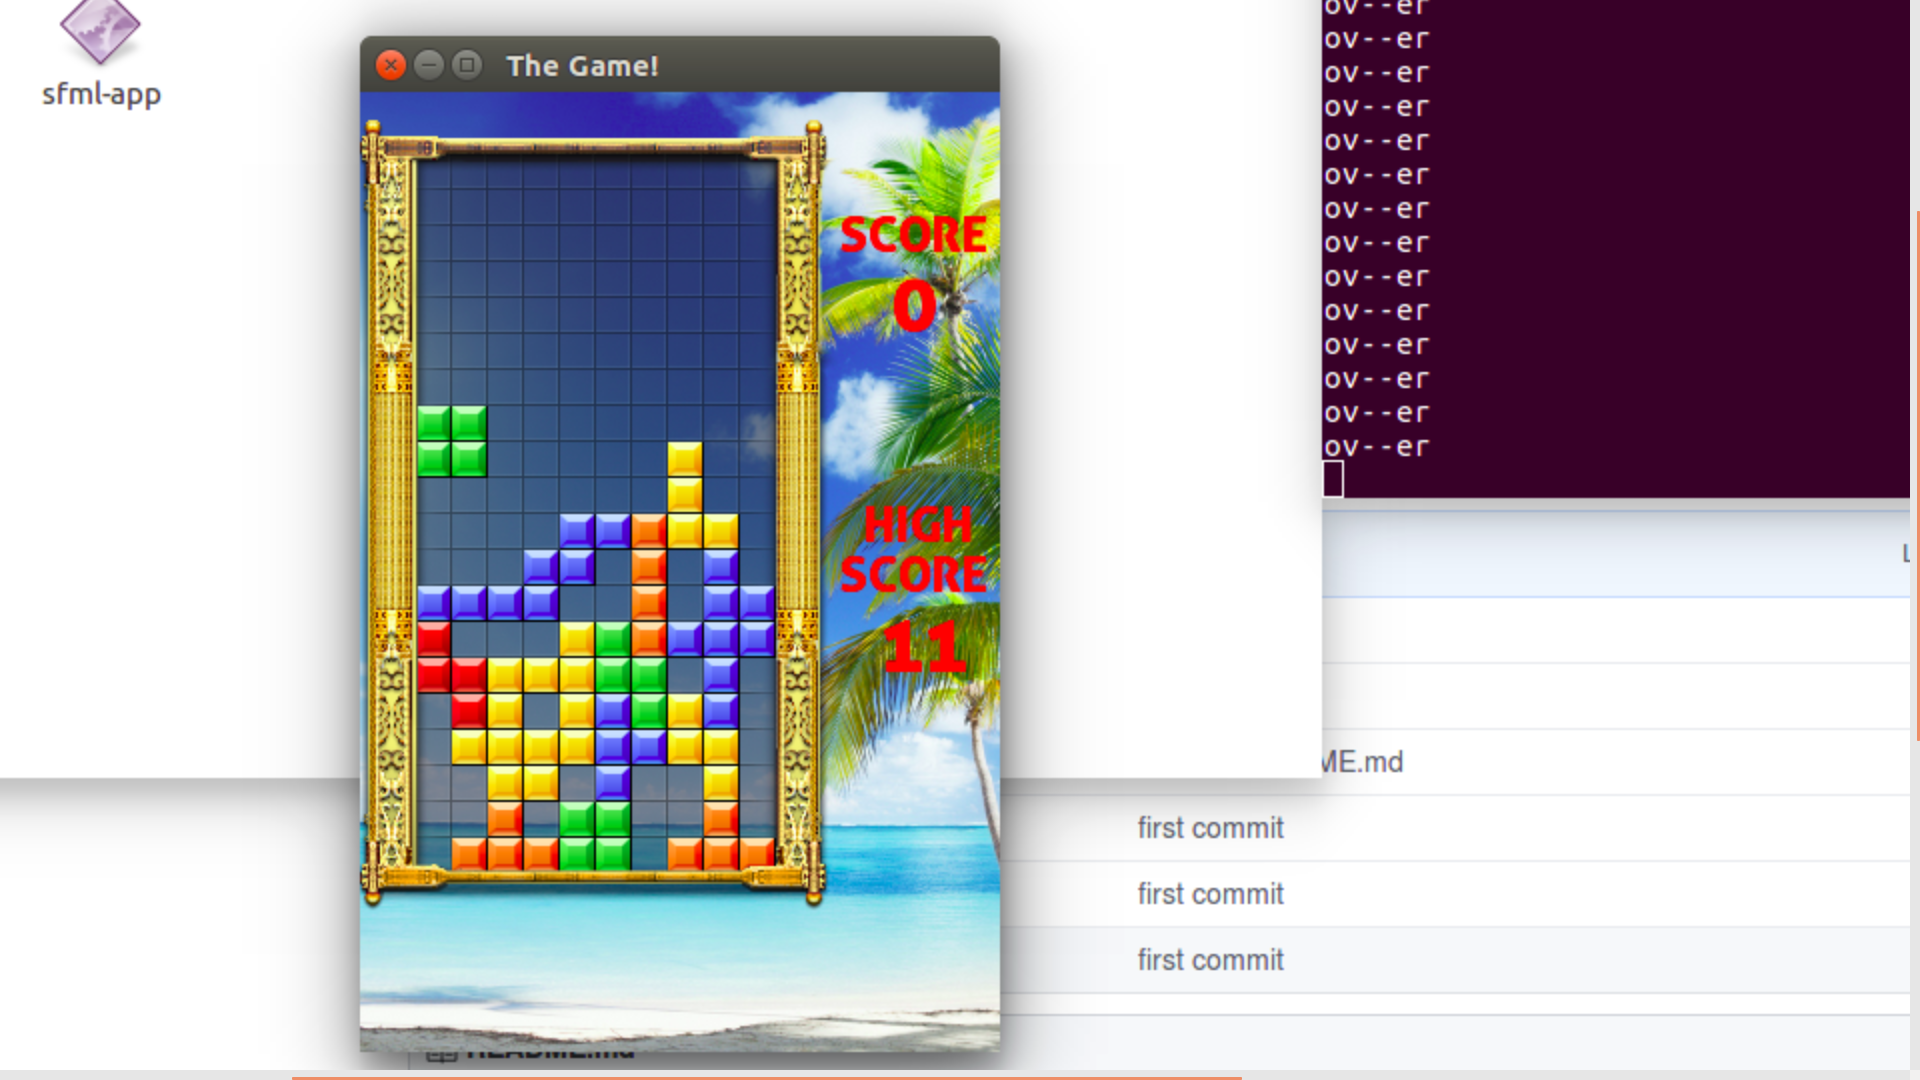 sfml-app
The Game!
SCORE
0
HIGH
SCORE
11
ov--er
ov--er
ov--er
ov--er
ov--er
ov--er
ov--er
ov--er
ov--er
ov--er
ov--er
ov--er
ov--er
ov--er
ME.md
first commit
first commit
first commit
README.md